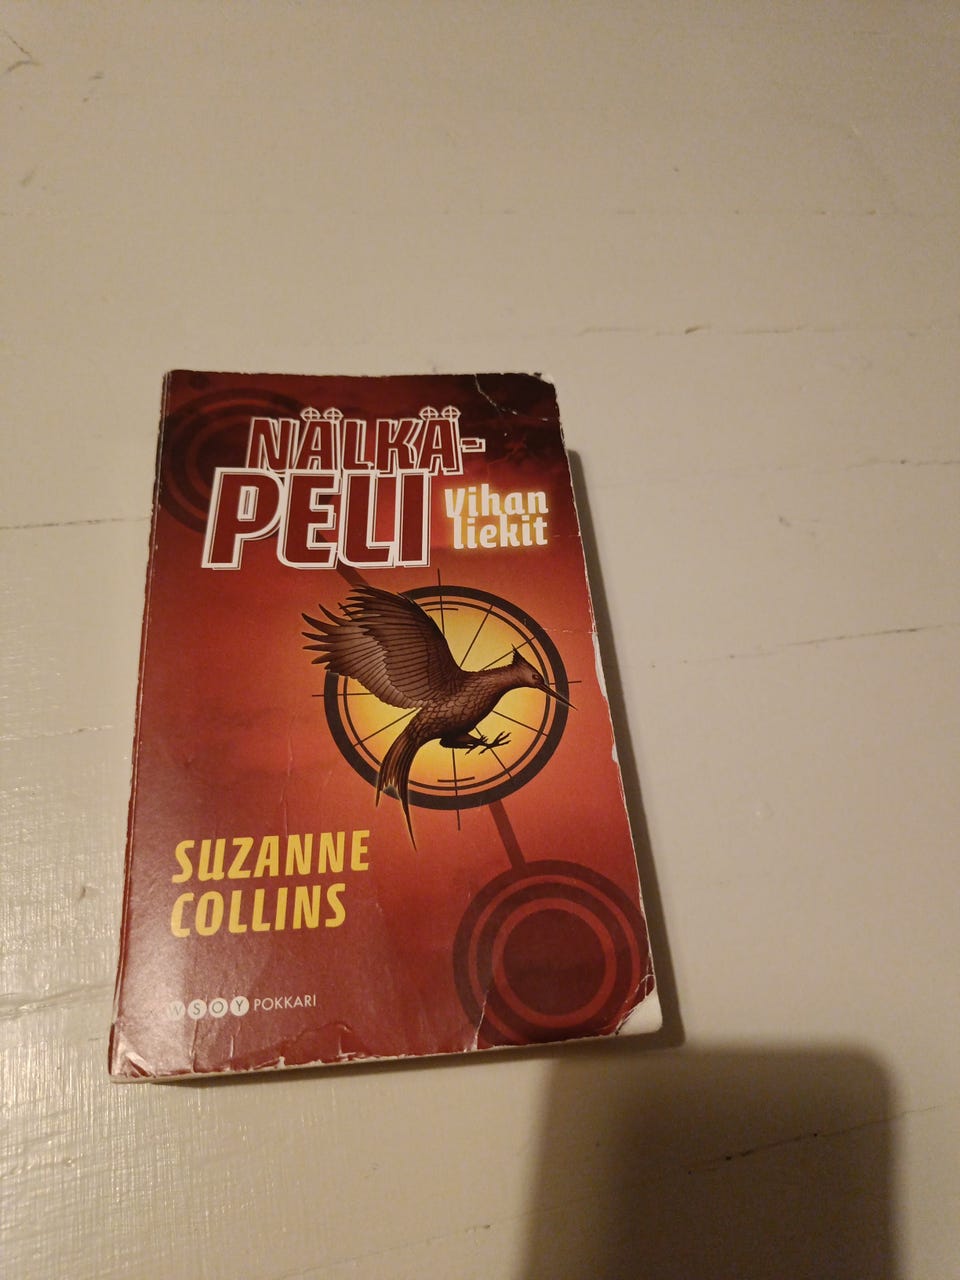 NÄLKÄ-
PELI
Vihan
liekit
SUZANNE
COLLINS
WSOY POKKARI